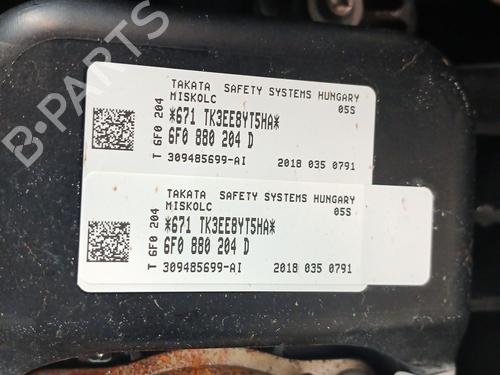 TAKATA SAFETY SYSTEMS HUNGARY
MISKOLC 05S
*671 TK3EE8YT5HA*
6F0 880 204 D
T 6F0 204
309485699-AI 2018 035 0791
TAKATA SAFETY SYSTEMS HUNGARY
MISKOLC 05S
*671 TK3EE8YT5HA*
6F0 880 204 D
T 6F0 204
309485699-AI 2018 035 0791
B-PARTS